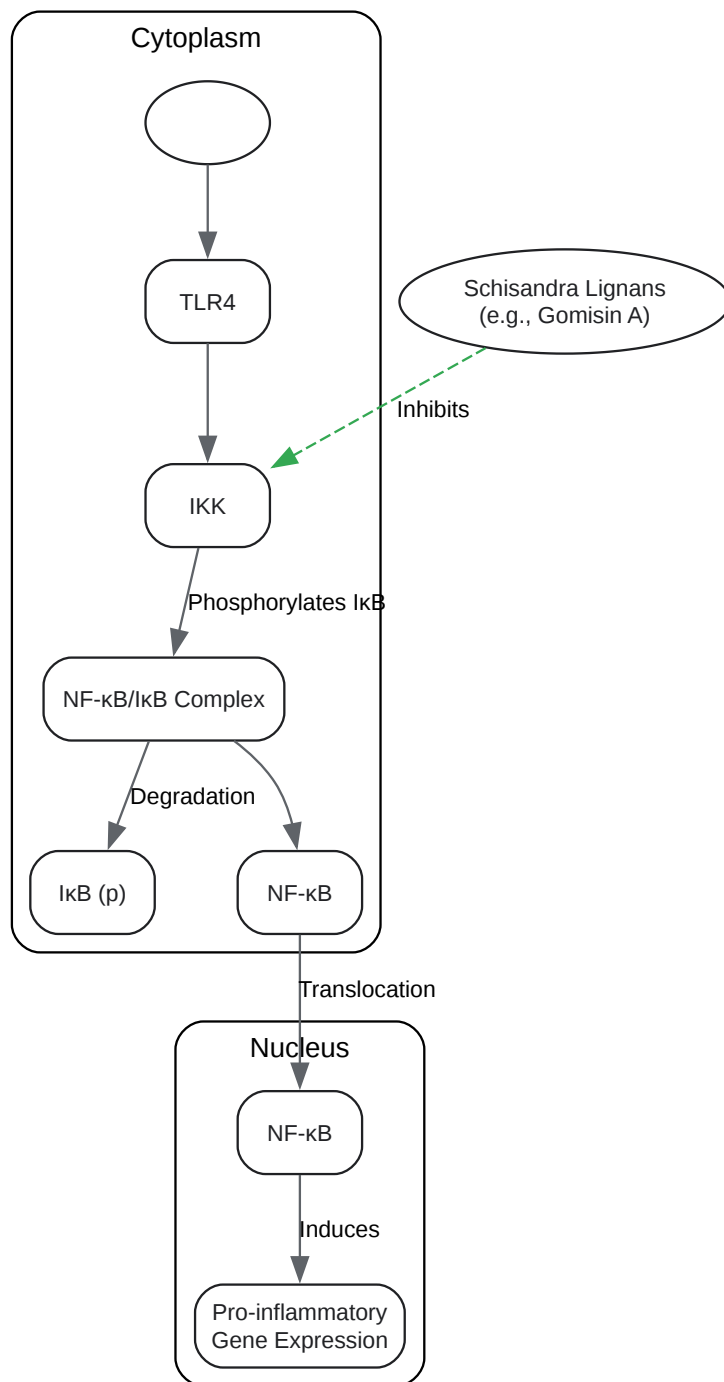 Cytoplasm
TLR4
Schisandra Lignans
(e.g., Gomisin A)
Inhibits
IKK
Phosphorylates IκB
NF-κB/IκB Complex
Degradation
IκB (p)
NF-κB
Translocation
Nucleus
NF-κB
Induces
Pro-inflammatory
Gene Expression